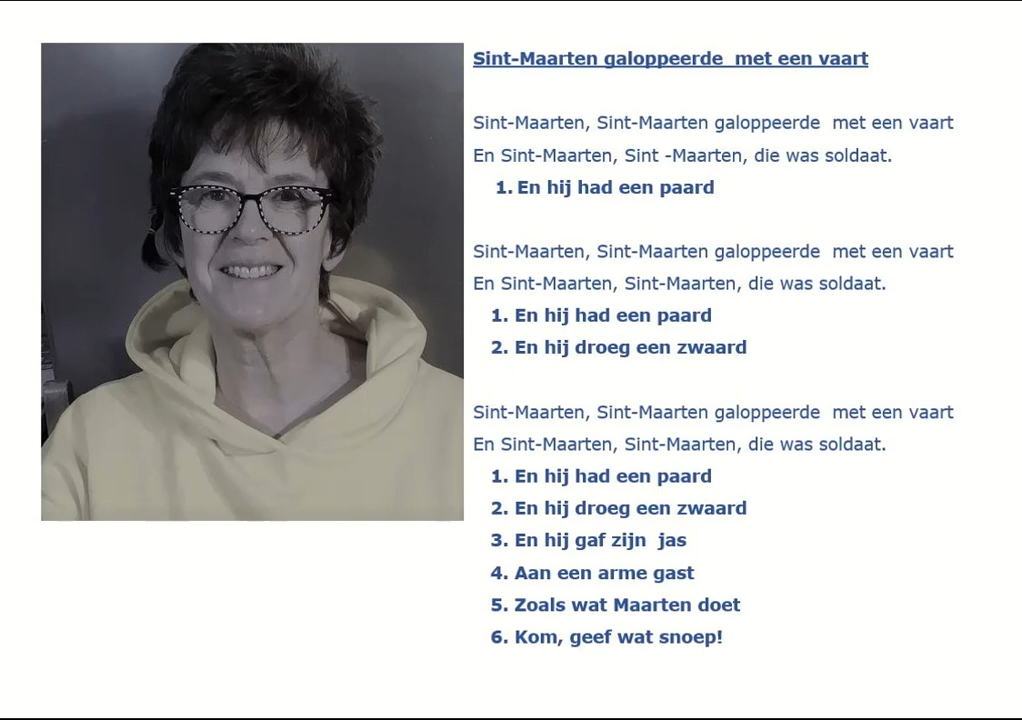 Sint-Maarten galoppeerde  met een vaart
Sint-Maarten, Sint-Maarten galoppeerde  met een vaart
En Sint-Maarten, Sint -Maarten, die was soldaat.
1. En hij had een paard
Sint-Maarten, Sint-Maarten galoppeerde  met een vaart
En Sint-Maarten, Sint-Maarten, die was soldaat.
1. En hij had een paard
2. En hij droeg een zwaard
Sint-Maarten, Sint-Maarten galoppeerde  met een vaart
En Sint-Maarten, Sint-Maarten, die was soldaat.
1. En hij had een paard
2. En hij droeg een zwaard
3. En hij gaf zijn  jas
4. Aan een arme gast
5. Zoals wat Maarten doet
6. Kom, geef wat snoep!